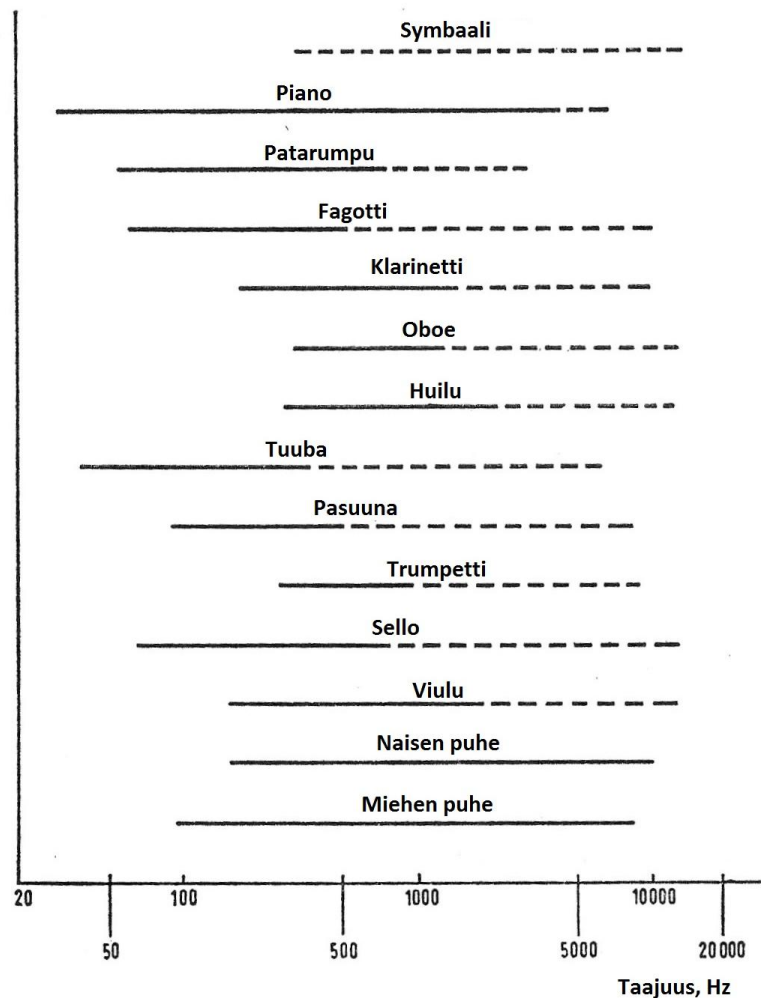 Symbaali
Piano
Patarumpu
Fagotti
Klarinetti
Oboe
Huilu
Tuuba
Pasuuna
Trumpetti
Sello
Viulu
Naisen puhe
Miehen puhe
20 100 1000 10000
50 500 5000 20000
Taajuus, Hz